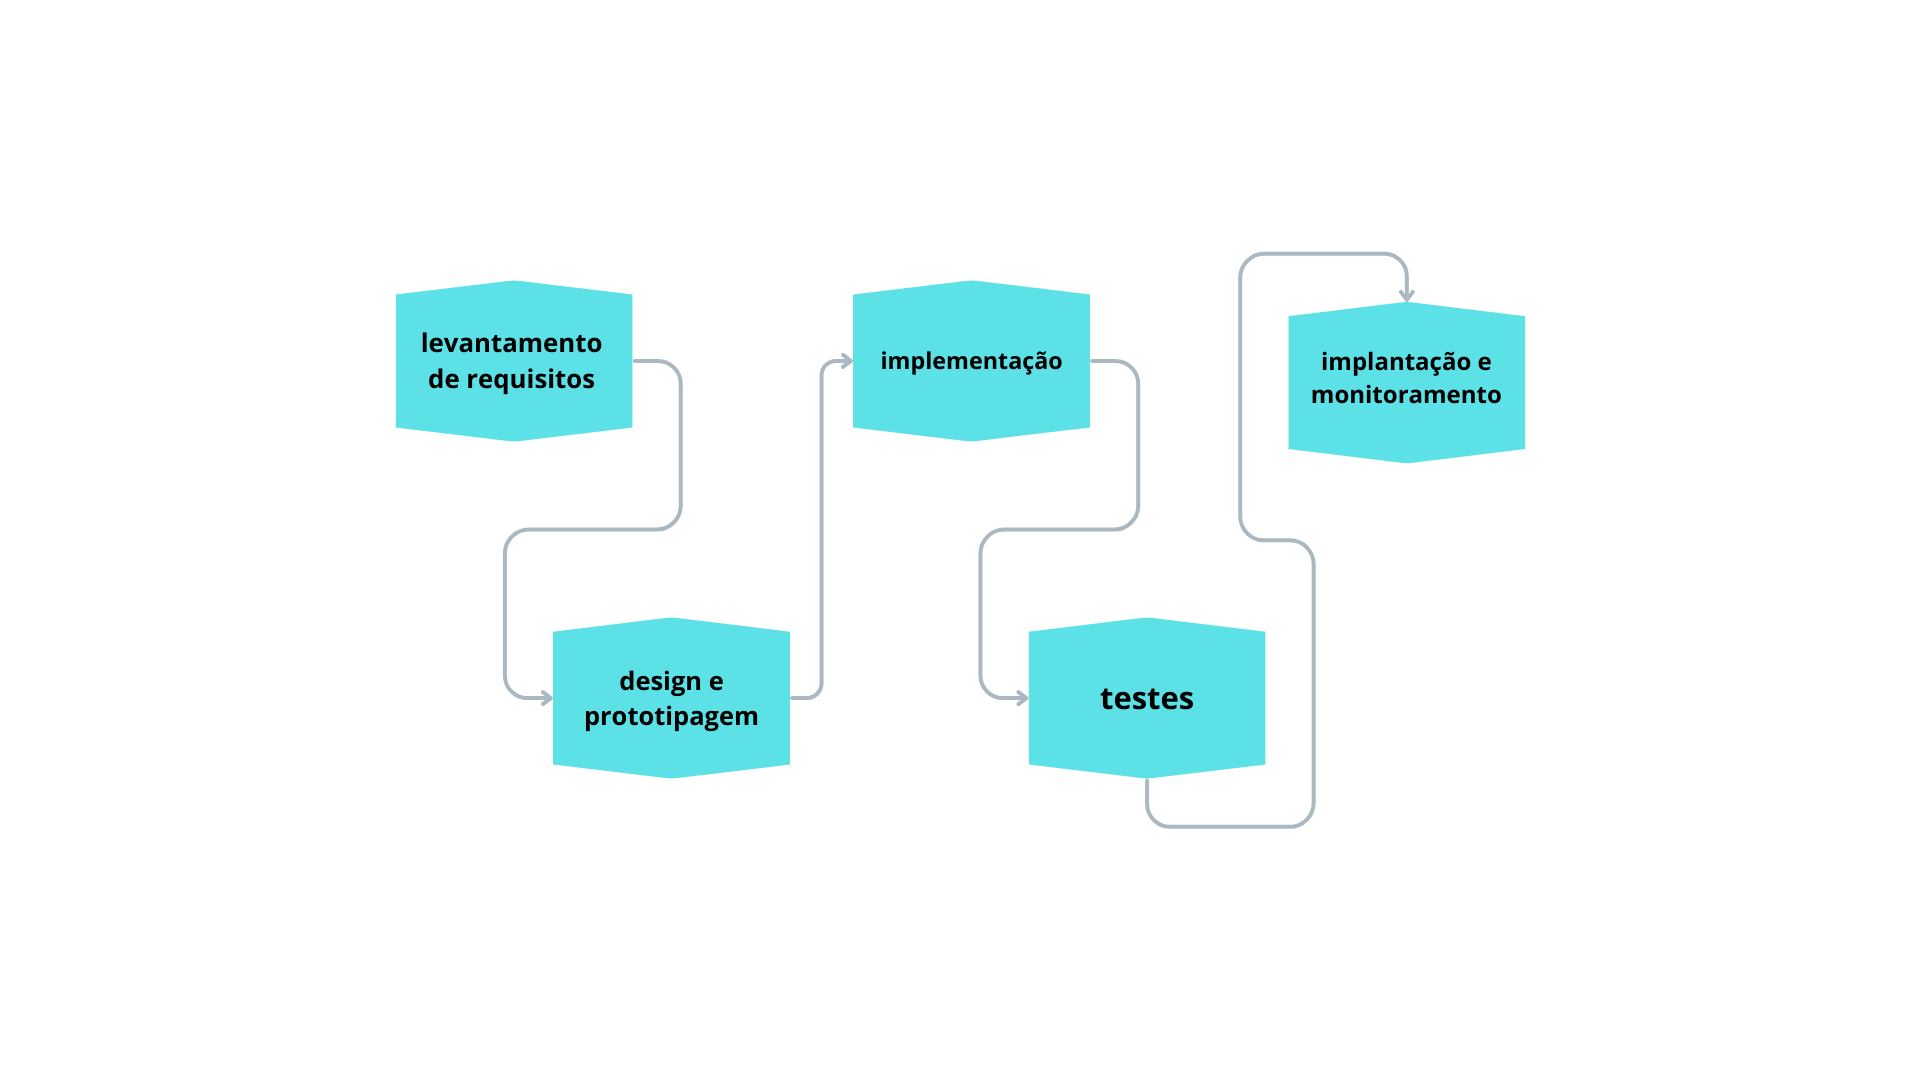 levantamento
de requisitos
design e
prototipagem
implementação
testes
implantação e
monitoramento